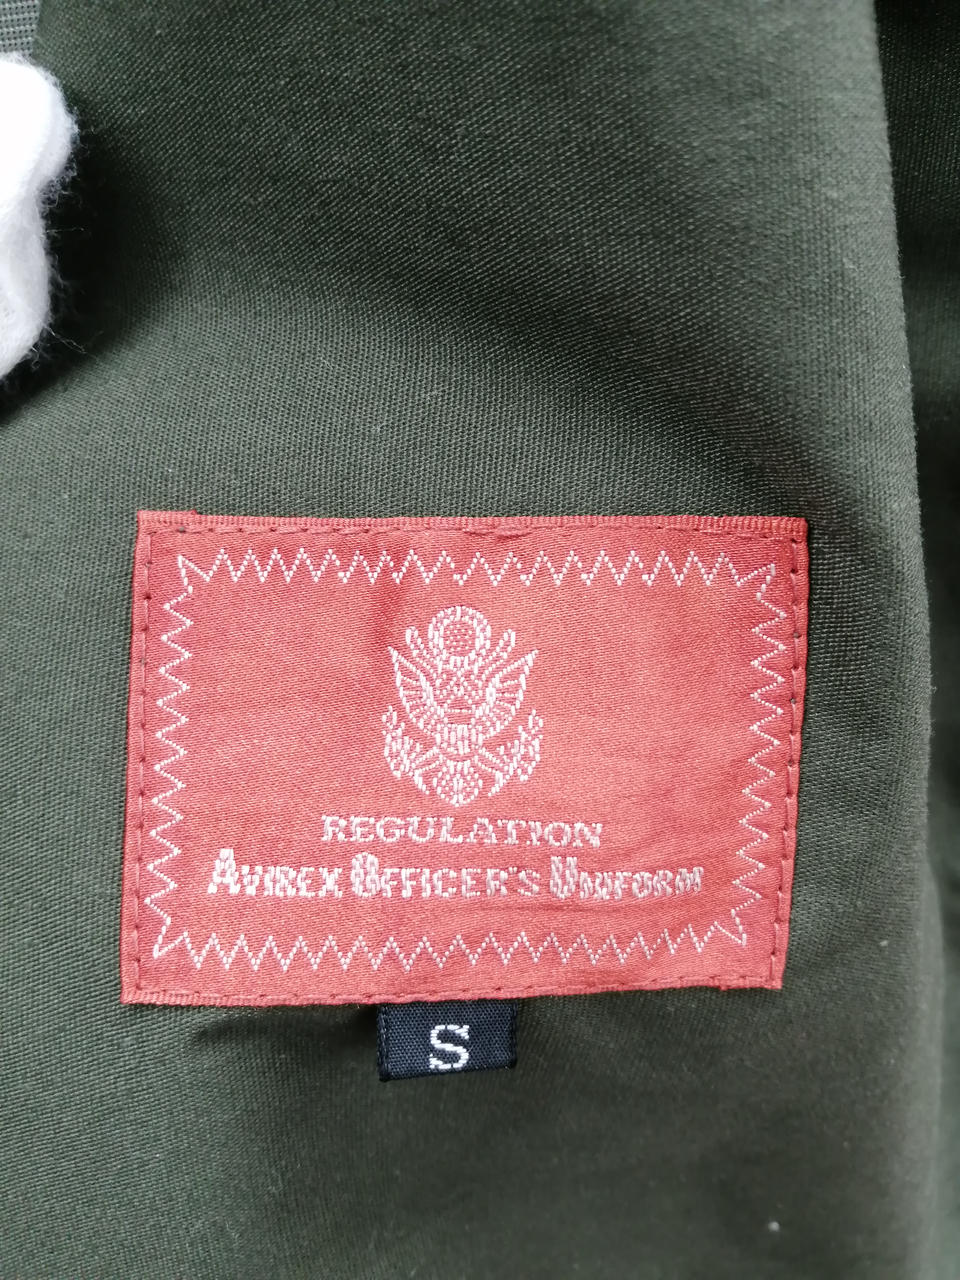 REGULATION
AVIREX OFFICER'S UNIFORM
S